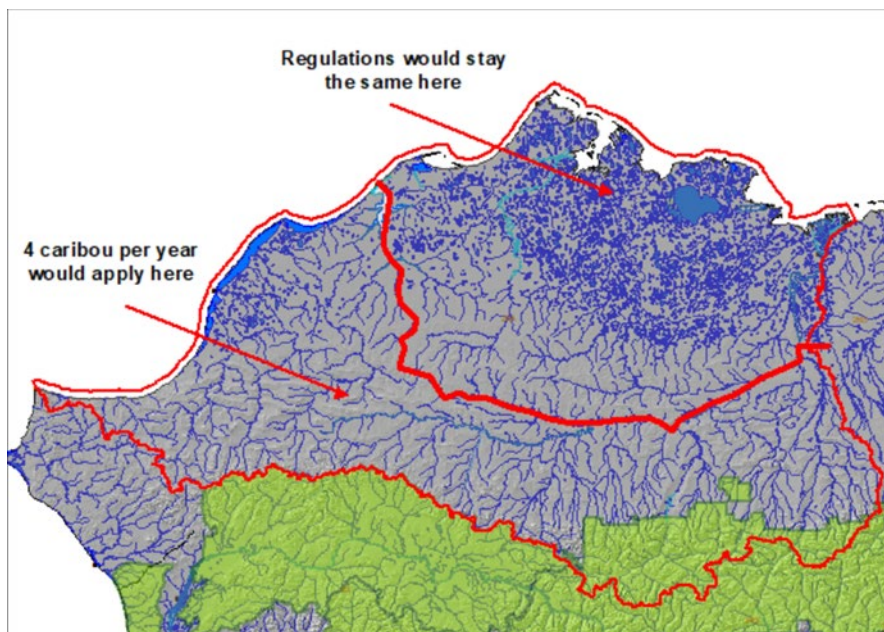 Regulations would stay
the same here
4 caribou per year
would apply here